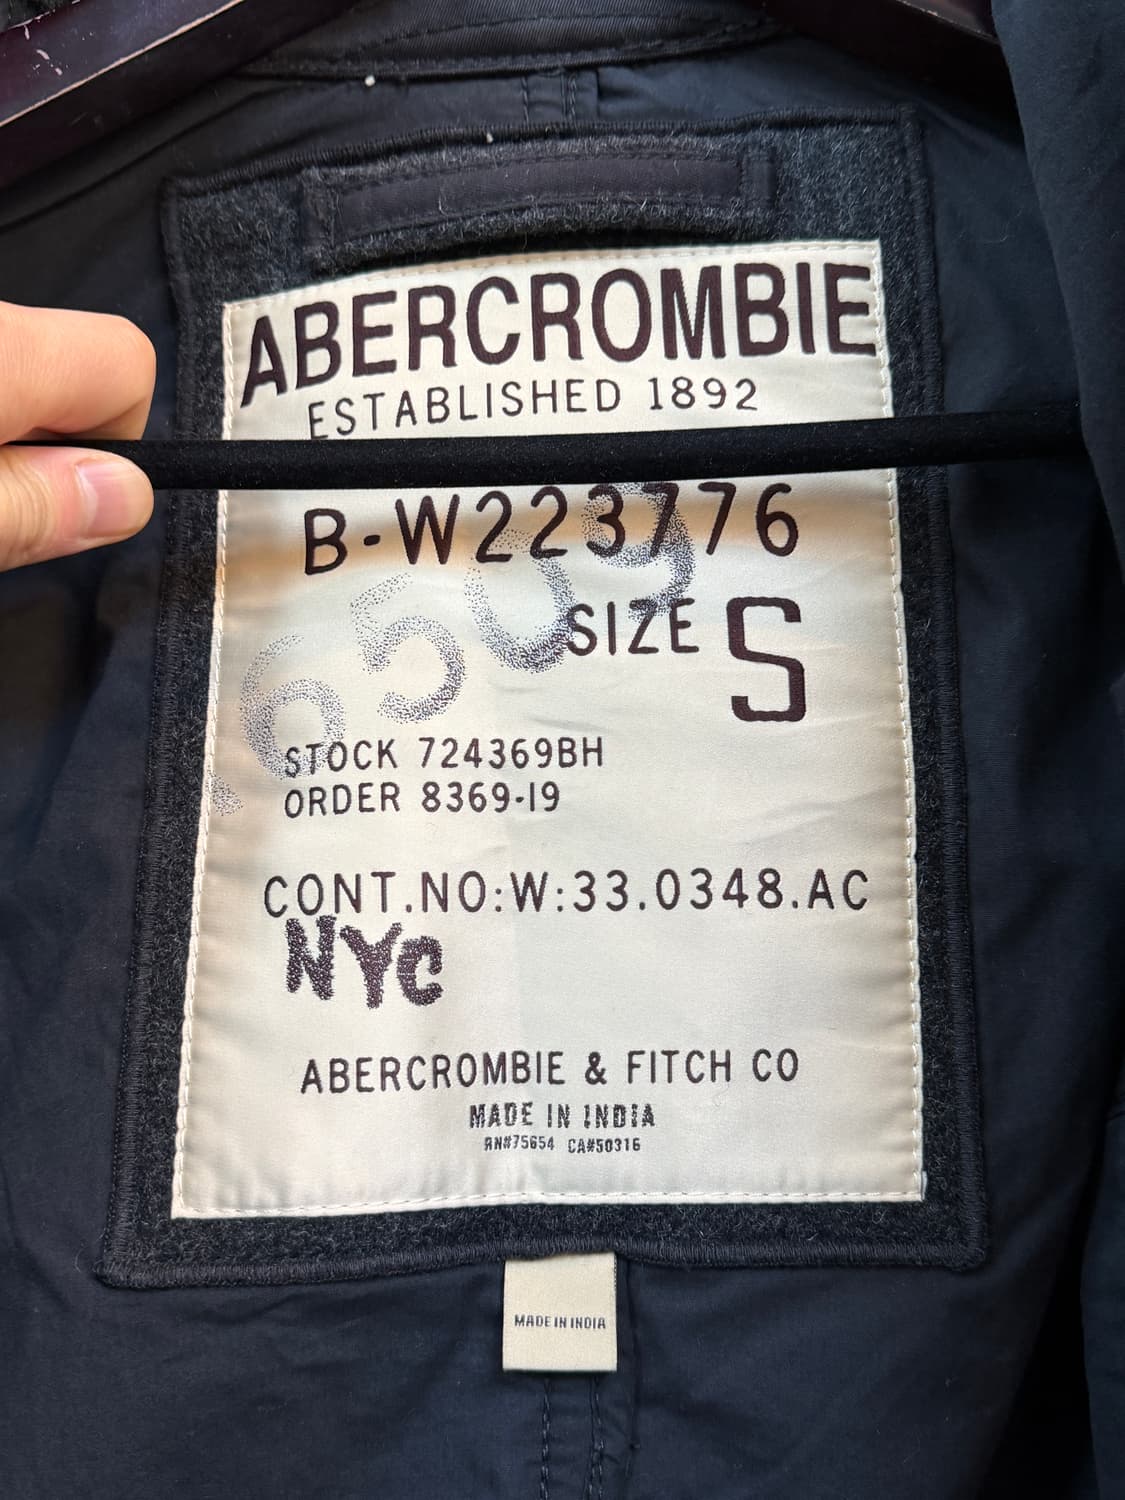 ABERCROMBIE
ESTABLISHED 1892
B-W223776
6509
SIZE S
STOCK 724369BH
ORDER 8369-19
CONT.NO:W:33.0348.AC
NYC
ABERCROMBIE & FITCH CO
MADE IN INDIA
RN#75654 CA#50316
MADE IN INDIA